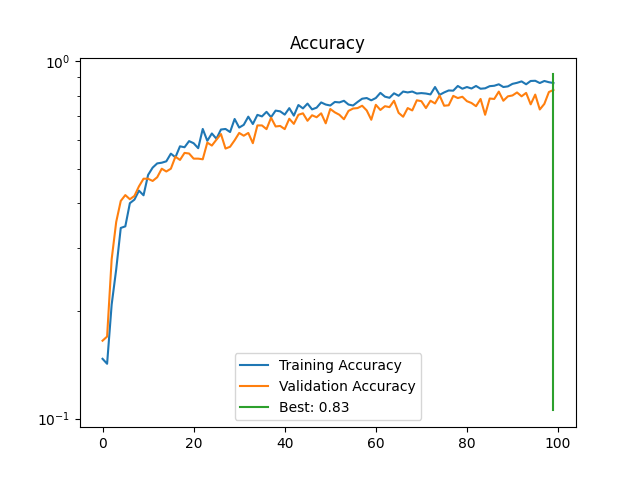 Accuracy
10⁰
10⁻¹
0 20 40 60 80 100
Training Accuracy
Validation Accuracy
Best: 0.83